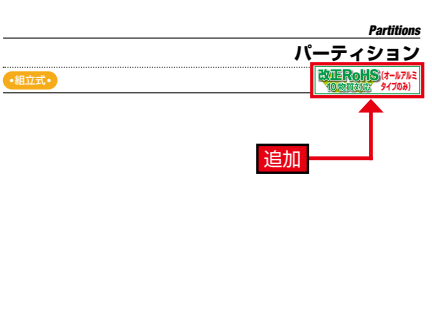 Partitions
パーティション
•組立式•
改正RoHS(オールアルミ
10物質対応 タイプのみ)
追加